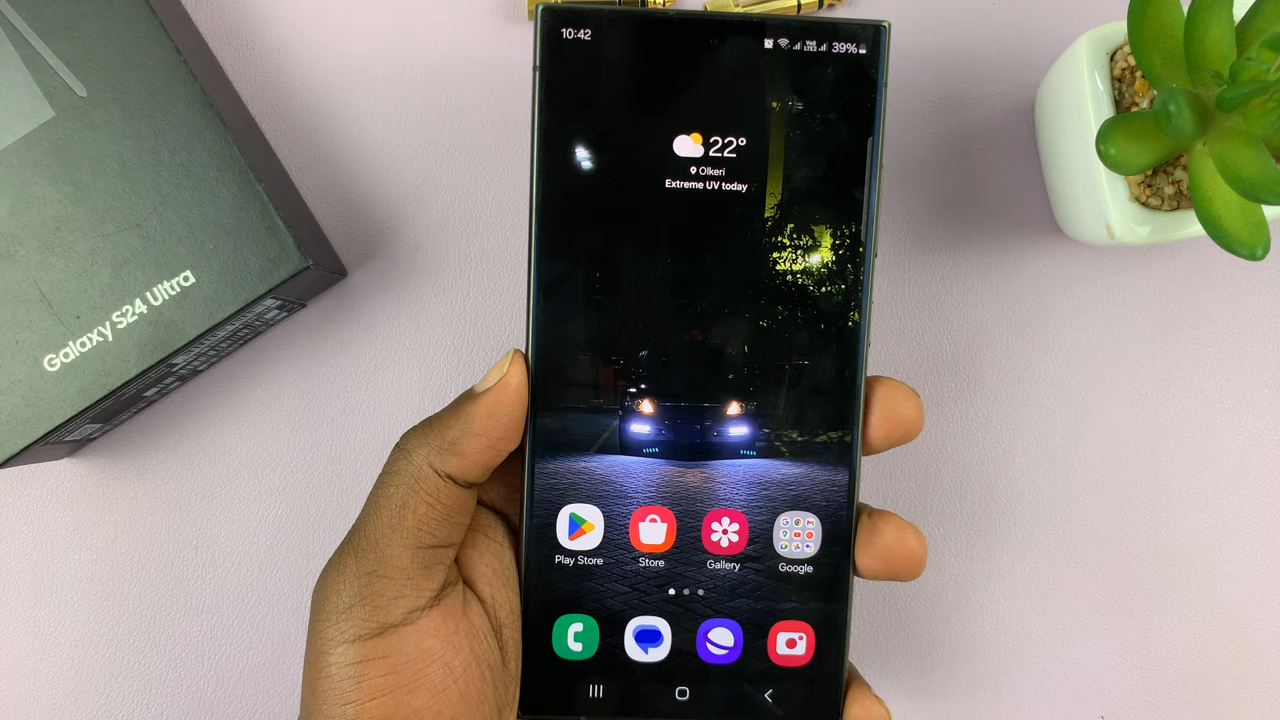 10:42
39%
22°
Olkeri
Extreme UV today
Galaxy S24 Ultra
Play Store
Store
Gallery
Google